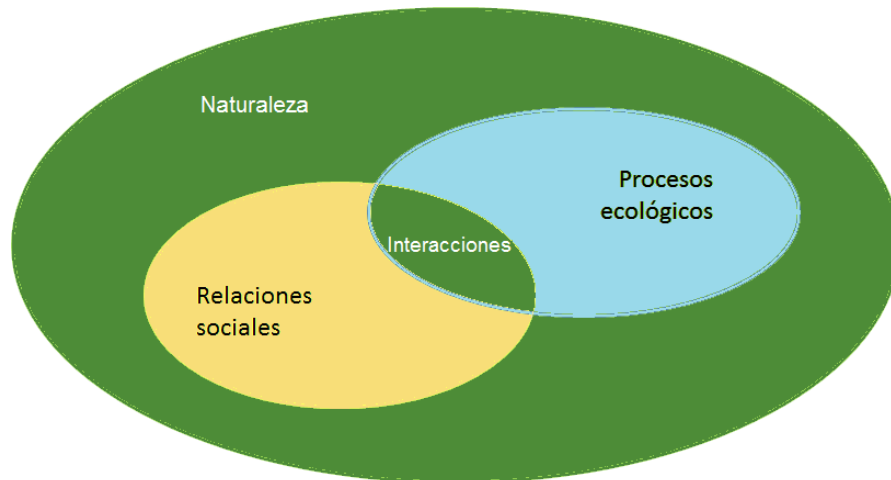 Naturaleza
Procesos
ecológicos
Interacciones
Relaciones
sociales